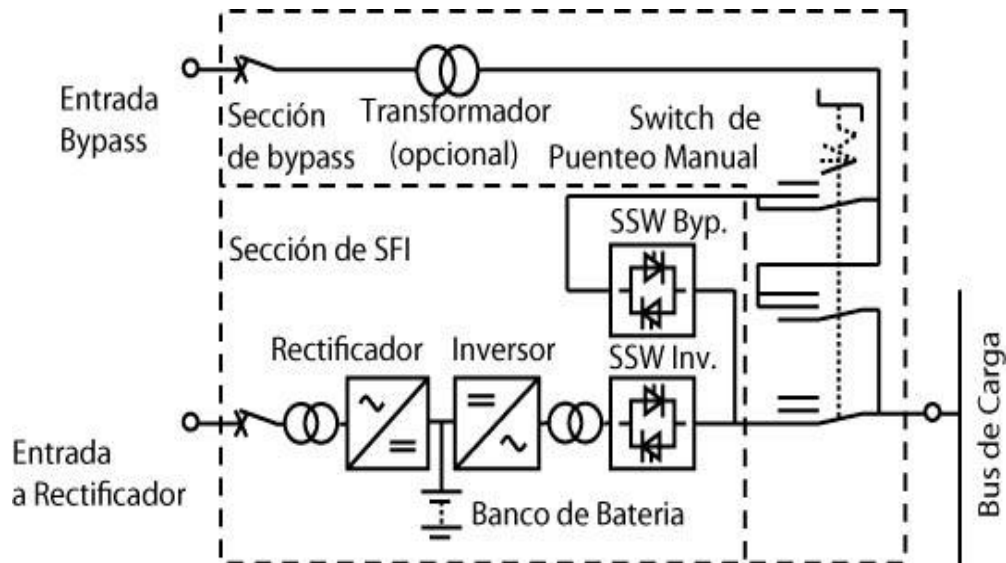 Entrada
Bypass
Sección
de bypass
Transformador
(opcional)
Switch de
Puenteo Manual
SSW Byp.
Sección de SFI
Rectificador
Inversor
SSW Inv.
Entrada
a Rectificador
Banco de Bateria
Bus de Carga